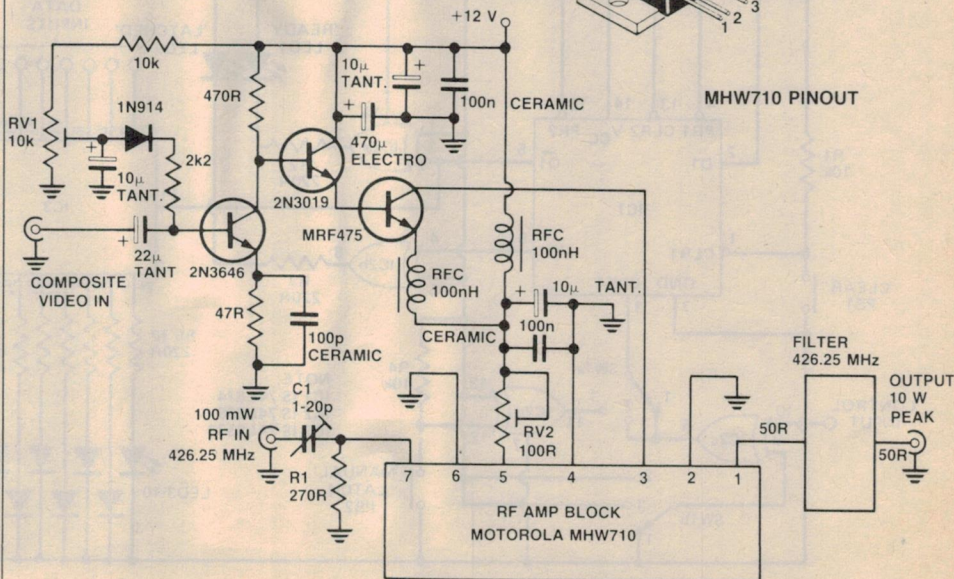 +12 V
3
2
1
10k
10µ
TANT.
+
100n
CERAMIC
MHW710 PINOUT
470R
1N914
RV1
10k
+
470µ
ELECTRO
2k2
+
10µ
TANT.
2N3019
MRF475
+
22µ
TANT
2N3646
COMPOSITE
VIDEO IN
RFC
100nH
RFC
100nH
+
10µ
TANT.
100n
CERAMIC
47R
100p
CERAMIC
FILTER
426.25 MHz
C1
1-20p
100 mW
RF IN
426.25 MHz
RV2
100R
50R
OUTPUT
10 W
PEAK
50R
R1
270R
7 6 5 4 3 2 1
RF AMP BLOCK
MOTOROLA MHW710